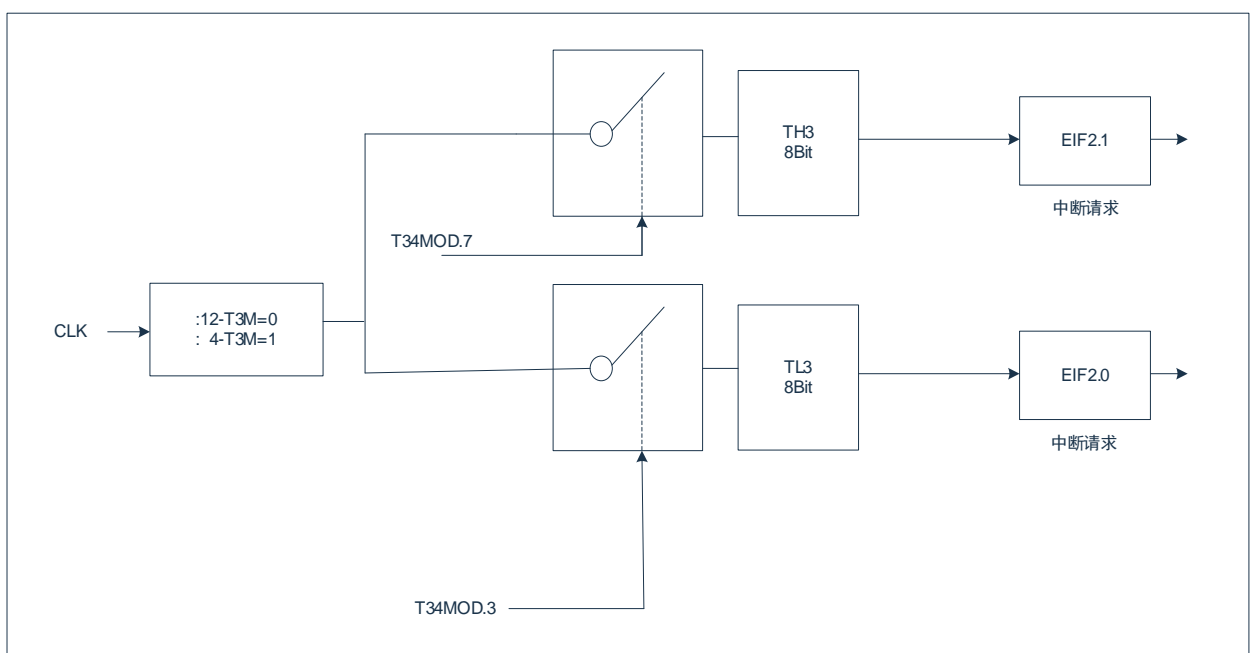 TH3
8Bit
EIF2.1
中断请求
T34MOD.7
CLK
:12-T3M=0
: 4-T3M=1
TL3
8Bit
EIF2.0
中断请求
T34MOD.3